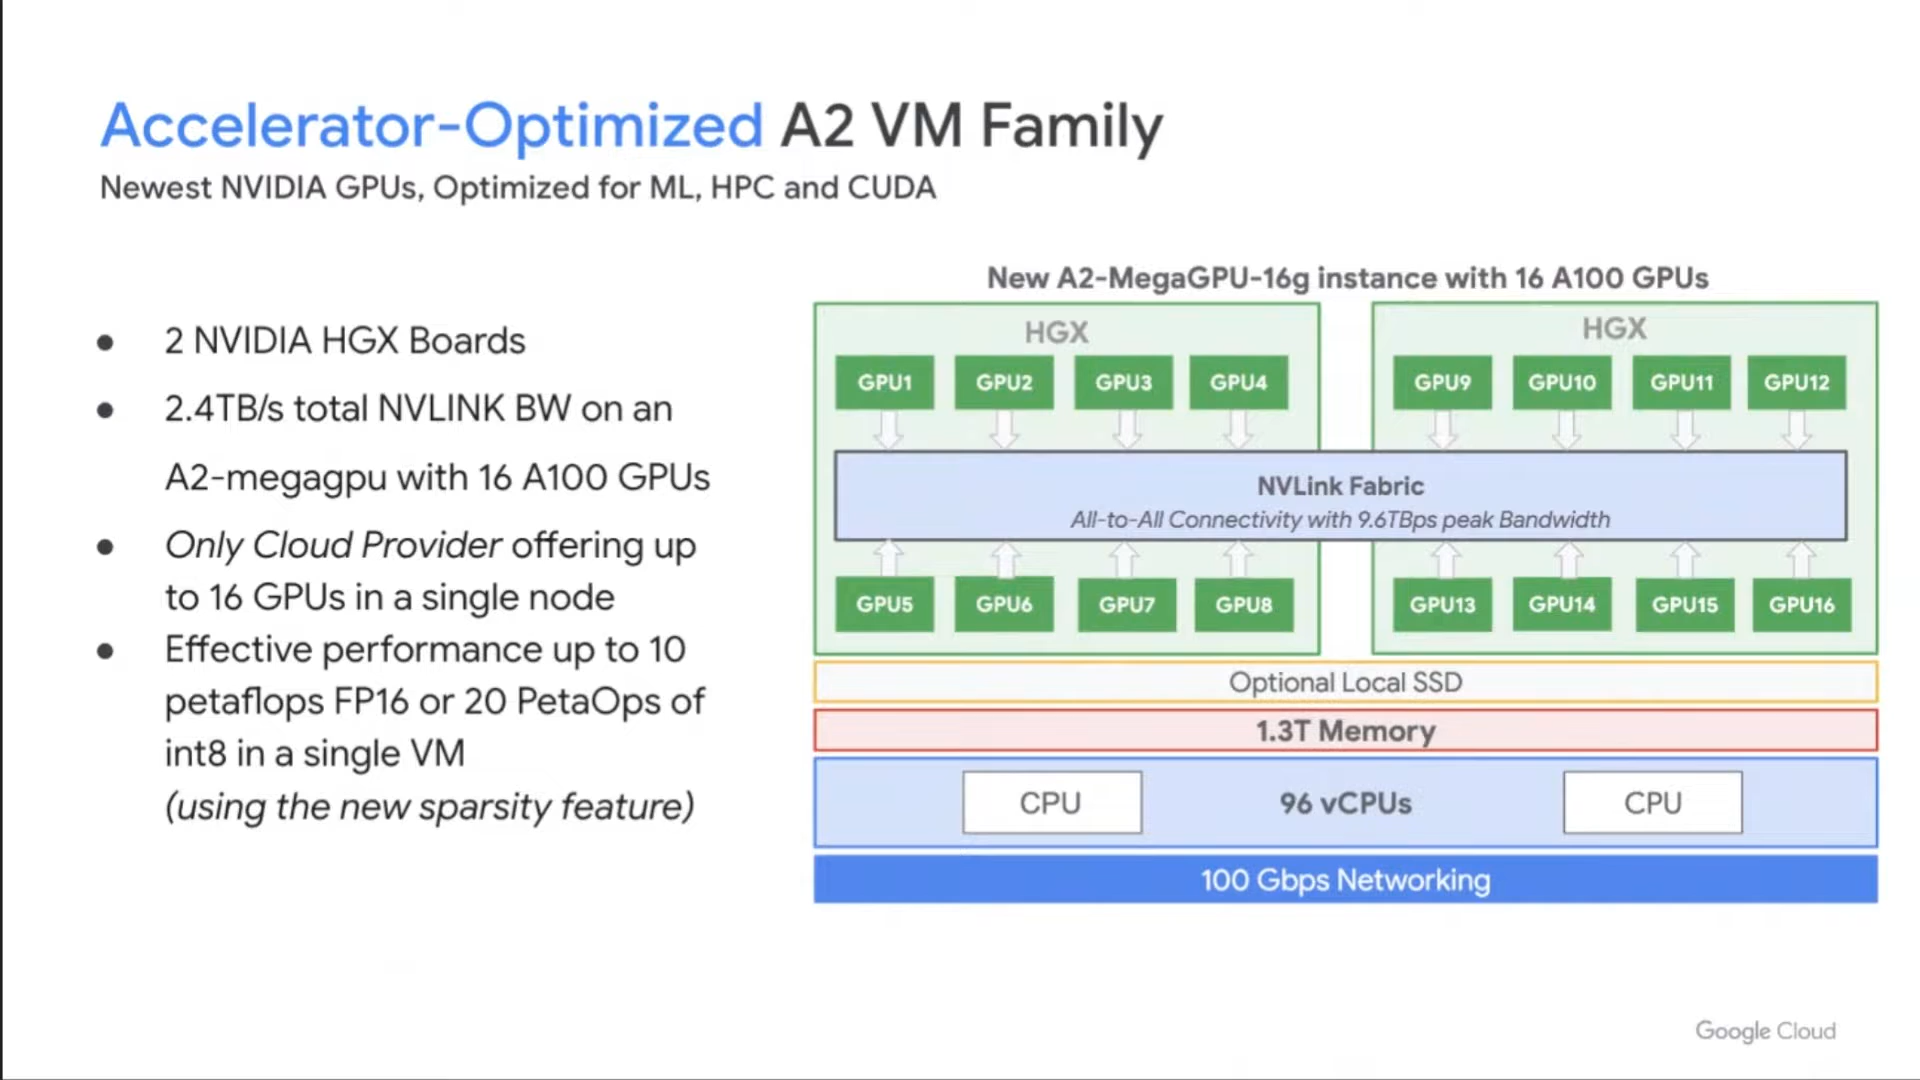 Accelerator-Optimized A2 VM Family
Newest NVIDIA GPUs, Optimized for ML, HPC and CUDA
2 NVIDIA HGX Boards
2.4TB/s total NVLINK BW on an
A2-megagpu with 16 A100 GPUs
Only Cloud Provider offering up
to 16 GPUs in a single node
Effective performance up to 10
petaflops FP16 or 20 PetaOps of
int8 in a single VM
(using the new sparsity feature)
New A2-MegaGPU-16g instance with 16 A100 GPUs
HGX HGX
GPU1 GPU2 GPU3 GPU4 GPU9 GPU10 GPU11 GPU12
NVLink Fabric
All-to-All Connectivity with 9.6TBps peak Bandwidth
GPU5 GPU6 GPU7 GPU8 GPU13 GPU14 GPU15 GPU16
Optional Local SSD
1.3T Memory
CPU 96 vCPUs CPU
100 Gbps Networking
Google Cloud